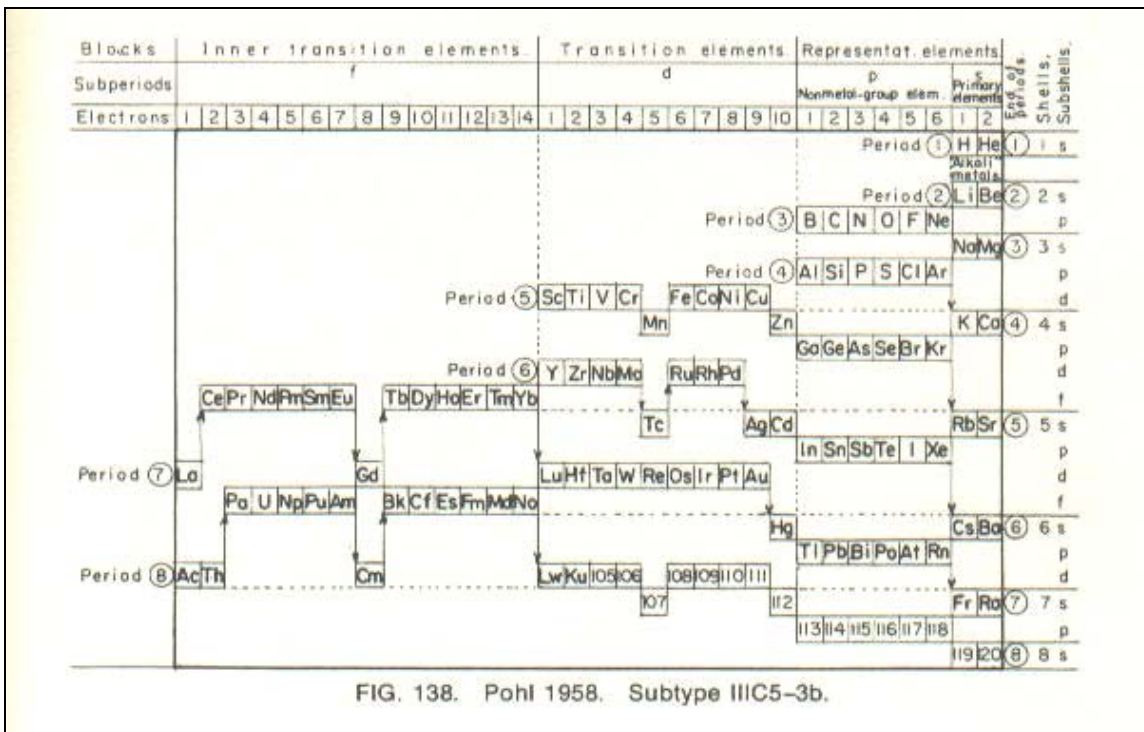 Blocks Inner transition elements. Transition elements. Representat. elements End of periods. Shells, Subshells.
Subperiods f d p s
Nonmetal-group elem. Primary elements
Electrons 1 2 3 4 5 6 7 8 9 10 11 12 13 14 1 2 3 4 5 6 7 8 9 10 1 2 3 4 5 6 1 2
Period 1 H He 1 1 s
"Alkali" metals
Period 2 Li Be 2 2 s
Period 3 B C N O F Ne p
Na Mg 3 3 s
Period 4 Al Si P S Cl Ar p
Period 5 Sc Ti V Cr Fe Co Ni Cu d
Mn Zn K Ca 4 4 s
Ga Ge As Se Br Kr p
Period 6 Y Zr Nb Mo Ru Rh Pd d
Ce Pr Nd Pm Sm Eu Tb Dy Ho Er Tm Yb f
Tc Ag Cd Rb Sr 5 5 s
In Sn Sb Te I Xe p
Period 7 La Gd Lu Hf Ta W Re Os Ir Pt Au d
Pa U Np Pu Am Bk Cf Es Fm Md No f
Hg Cs Ba 6 6 s
Tl Pb Bi Po At Rn p
Period 8 Ac Th Cm Lw Ku 105 106 108 109 110 111 d
107 112 Fr Ra 7 7 s
113 114 115 116 117 118 p
119 120 8 8 s
FIG. 138. Pohl 1958. Subtype IIIC5-3b.